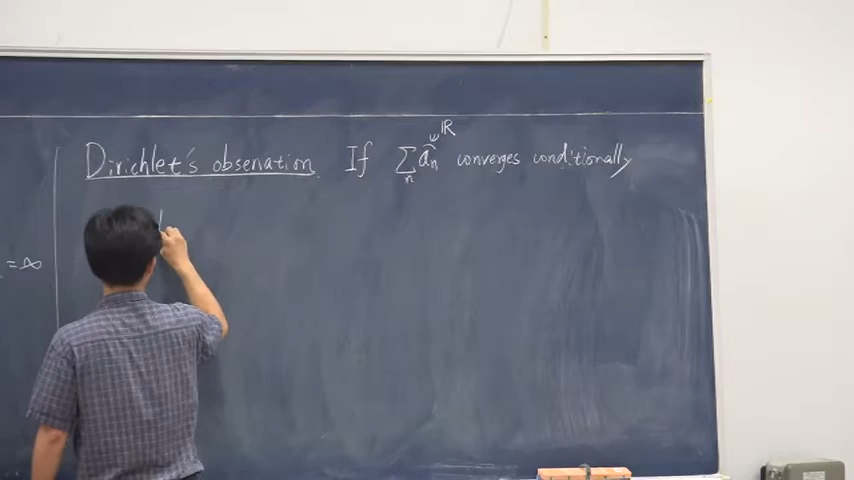 Dirichlet's observation If ∑ aₙ converges conditionally
n
ψ ℝ
=∞